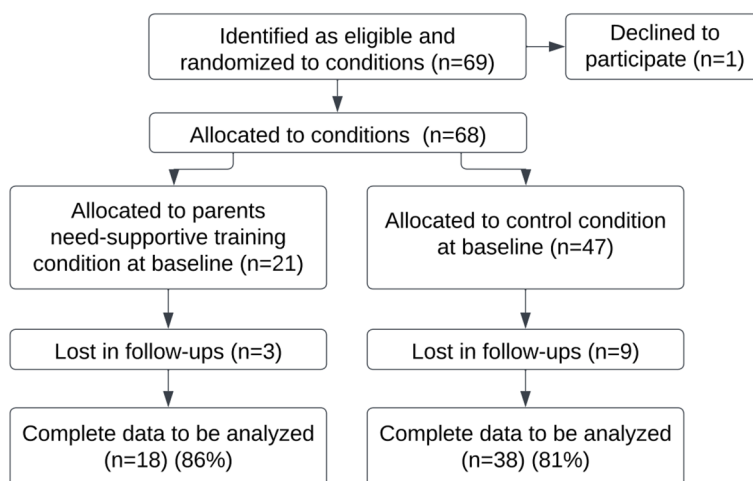 Identified as eligible and
randomized to conditions (n=69)
Declined to
participate (n=1)
Allocated to conditions (n=68)
Allocated to parents
need-supportive training
condition at baseline (n=21)
Allocated to control condition
at baseline (n=47)
Lost in follow-ups (n=3)
Lost in follow-ups (n=9)
Complete data to be analyzed
(n=18) (86%)
Complete data to be analyzed
(n=38) (81%)